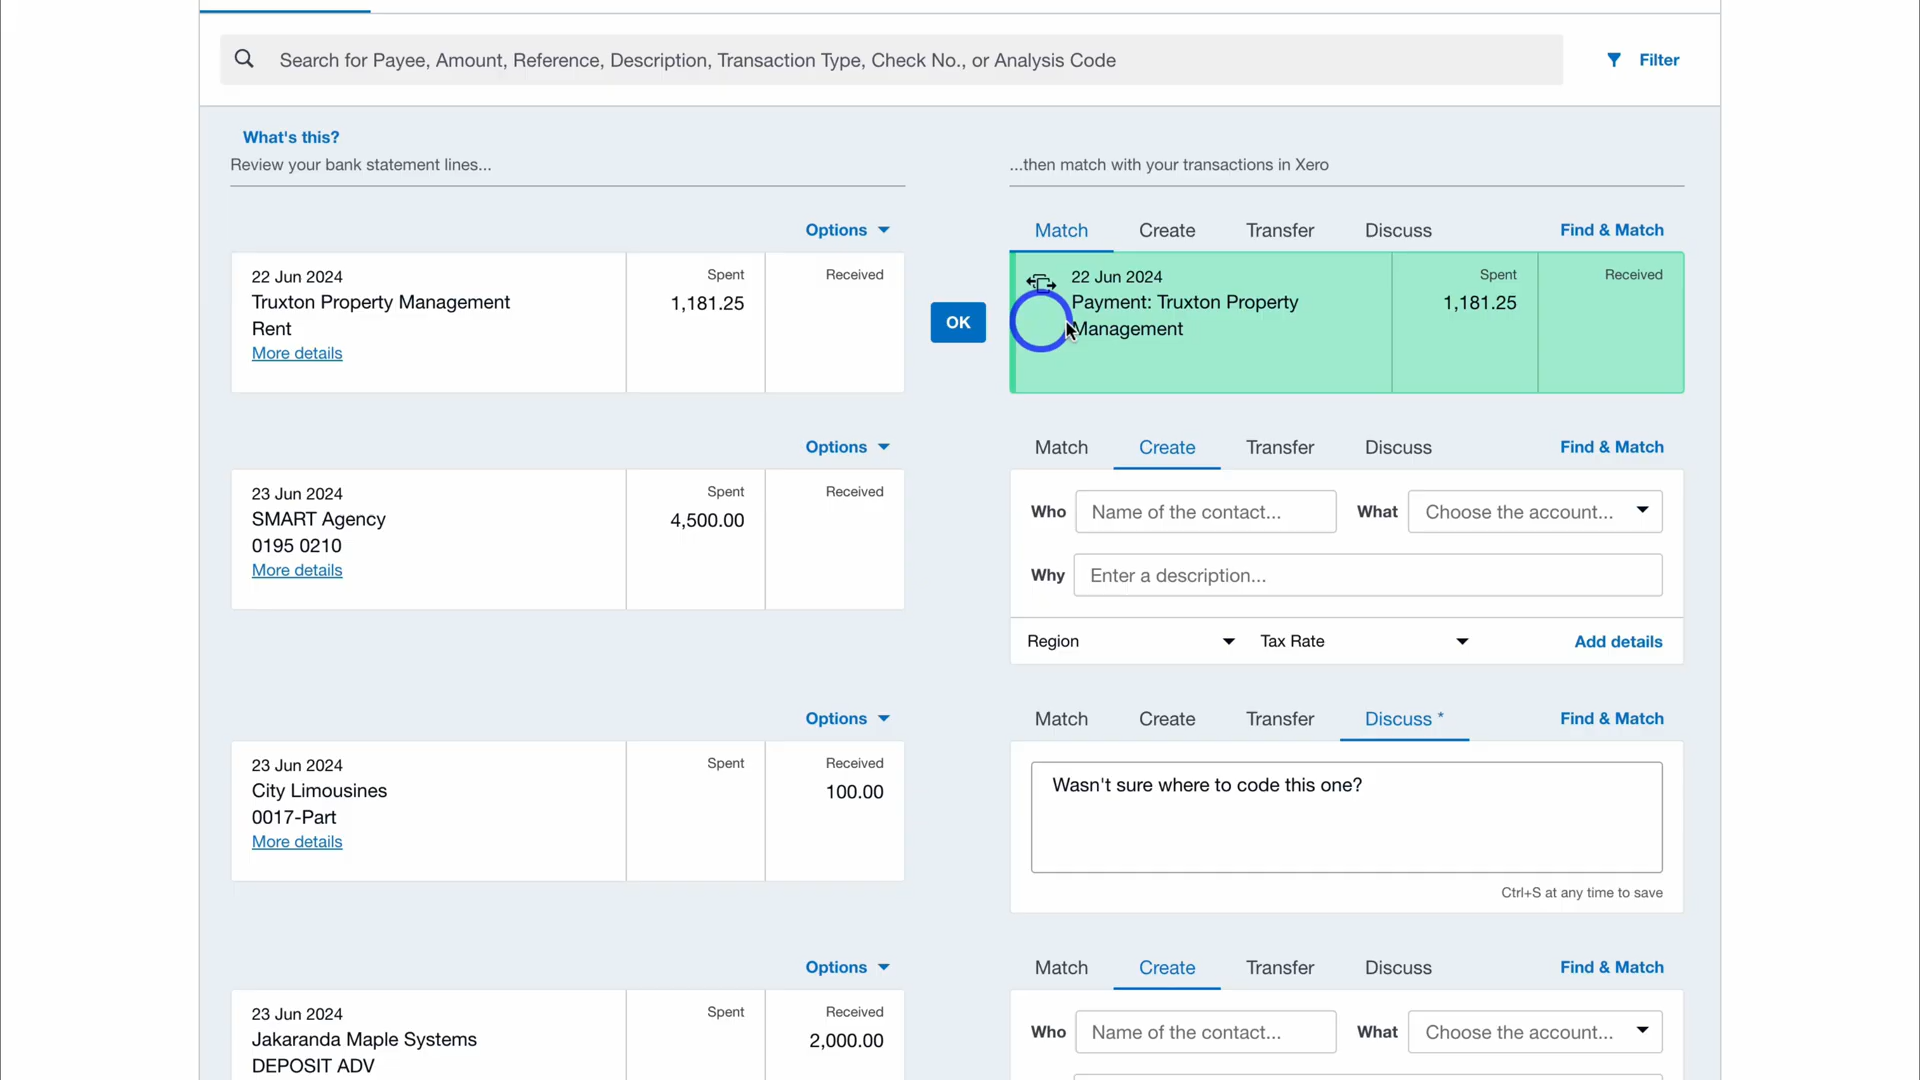 Search for Payee, Amount, Reference, Description, Transaction Type, Check No., or Analysis Code
Filter
What's this?
Review your bank statement lines...
...then match with your transactions in Xero
Options
Match Create Transfer Discuss Find & Match
22 Jun 2024 Spent Received
Truxton Property Management 1,181.25
Rent
More details
OK
22 Jun 2024 Spent Received
Payment: Truxton Property 1,181.25
Management
Options
Match Create Transfer Discuss Find & Match
23 Jun 2024 Spent Received
SMART Agency 4,500.00
0195 0210
More details
Who Name of the contact... What Choose the account...
Why Enter a description...
Region Tax Rate Add details
Options
Match Create Transfer Discuss * Find & Match
23 Jun 2024 Spent Received
City Limousines 100.00
0017-Part
More details
Wasn't sure where to code this one?
Ctrl+S at any time to save
Options
Match Create Transfer Discuss Find & Match
23 Jun 2024 Spent Received
Jakaranda Maple Systems 2,000.00
DEPOSIT ADV
Who Name of the contact... What Choose the account...